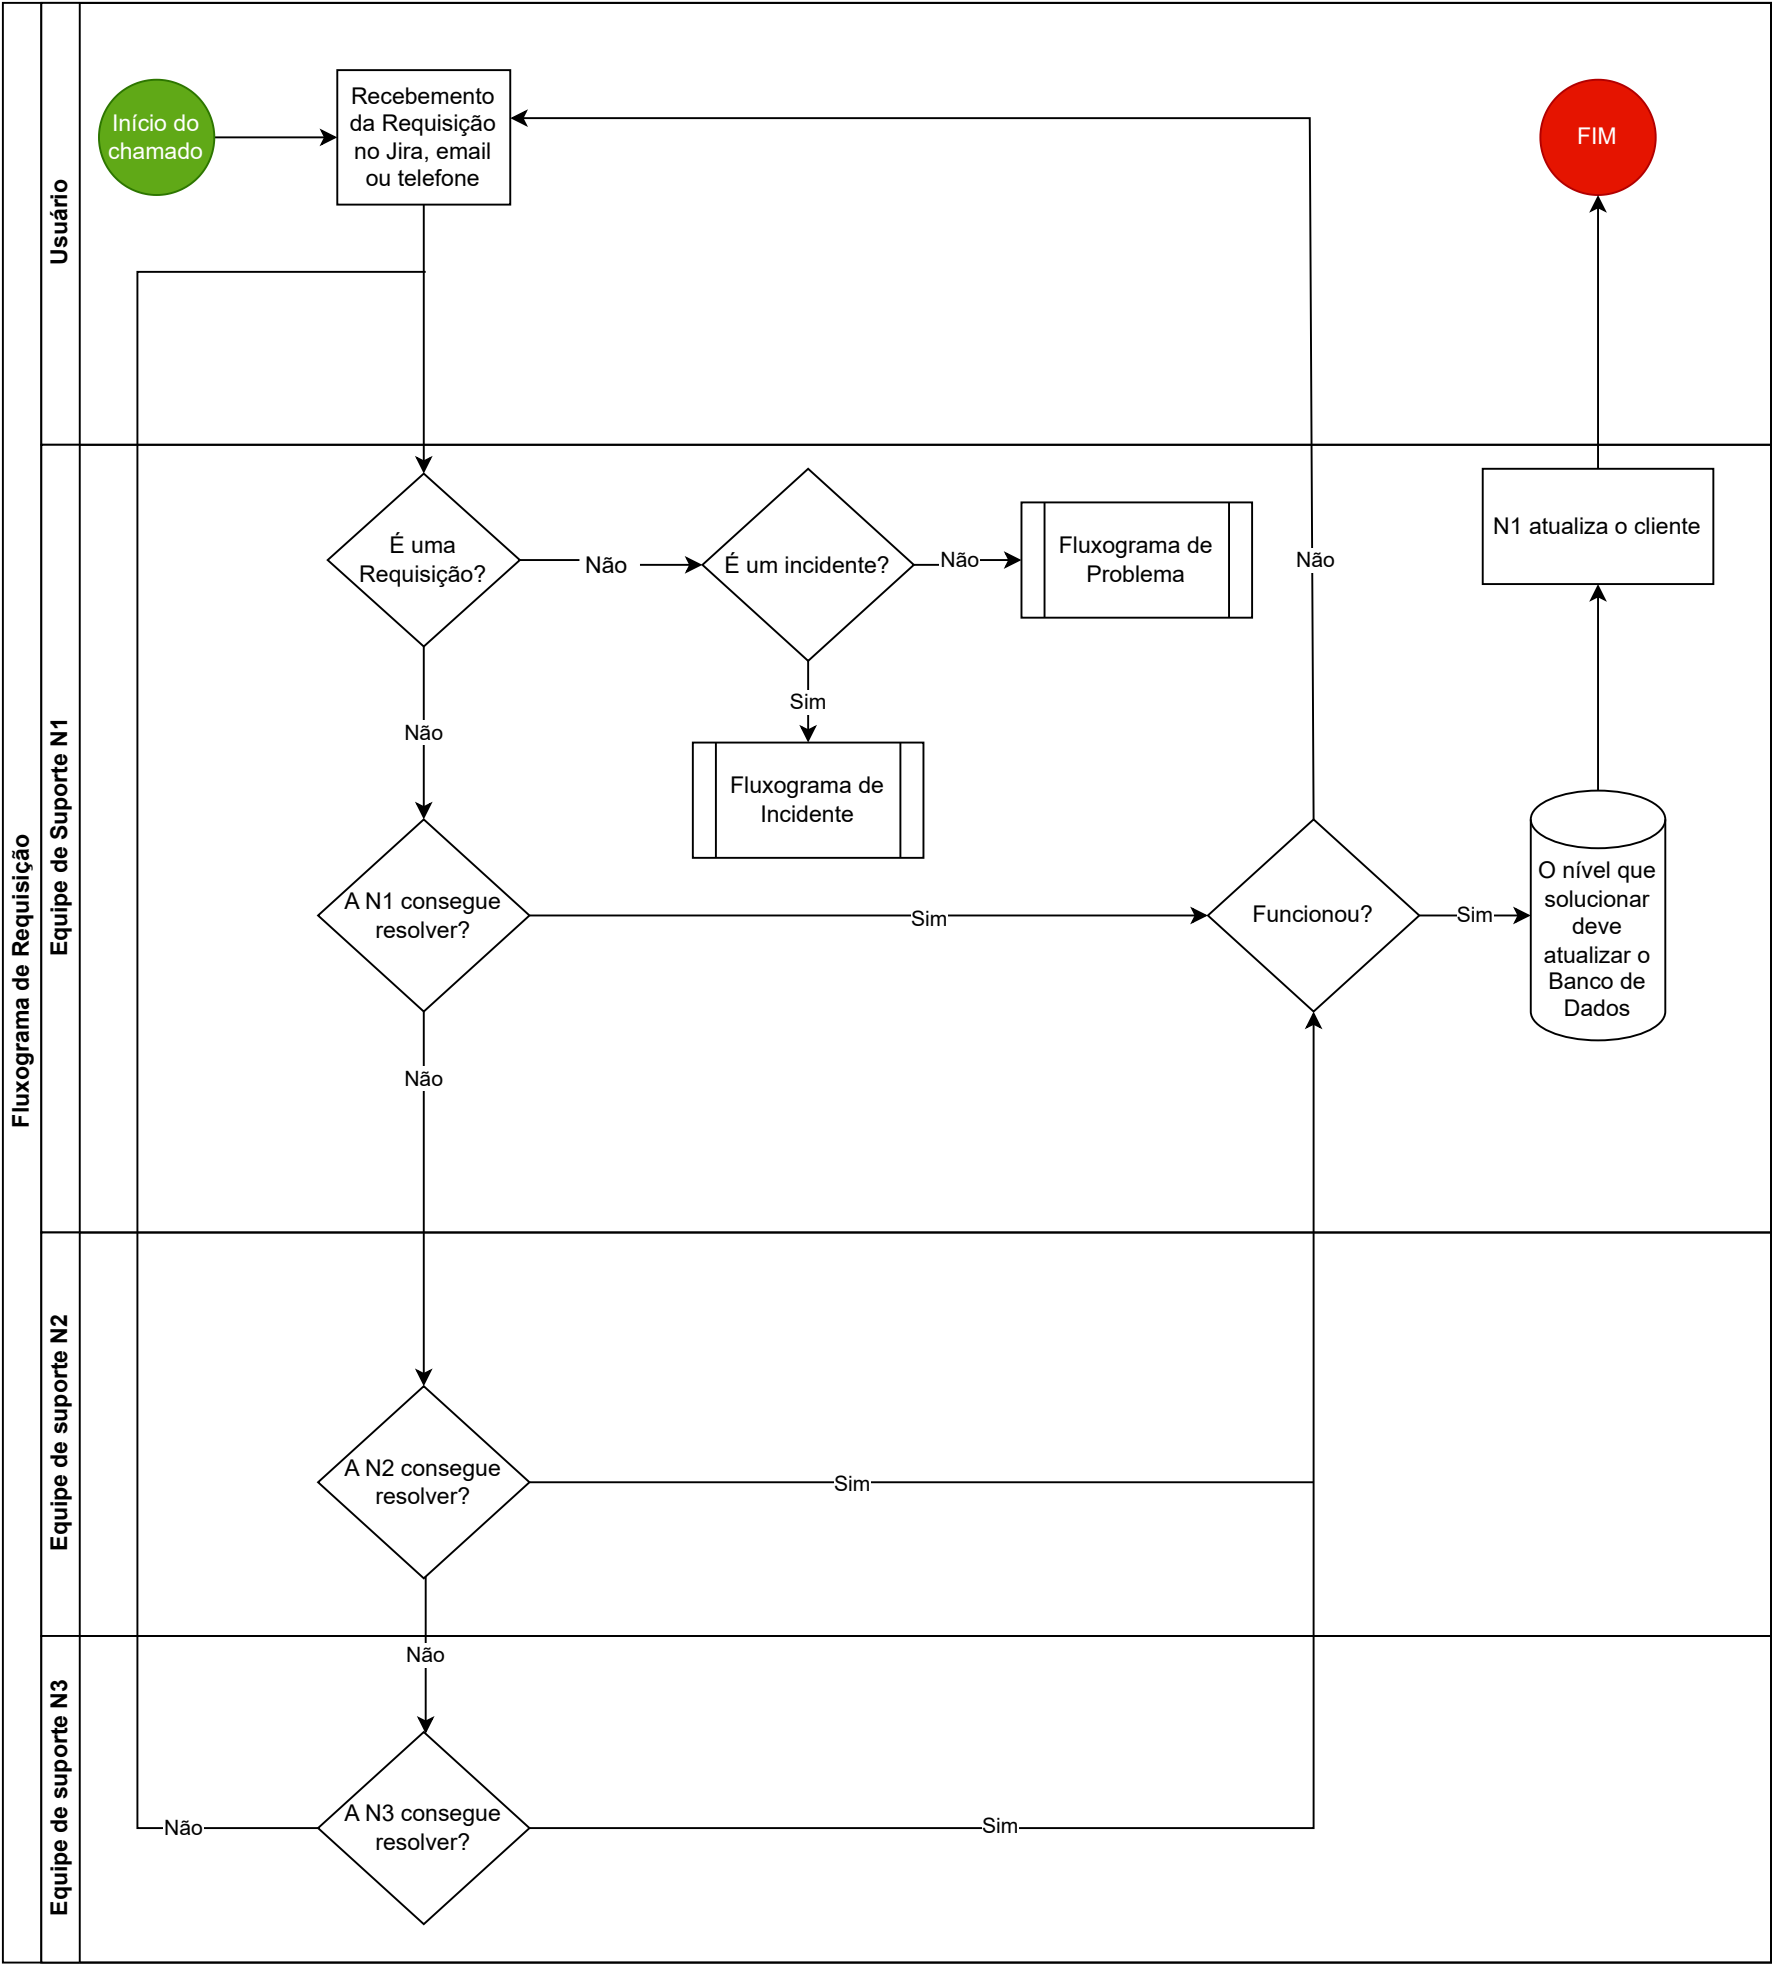 Fluxograma de Requisição
Usuário
Início do
chamado
Recebemento
da Requisição
no Jira, email
ou telefone
FIM
Equipe de Suporte N1
É uma
Requisição?
Não
É um incidente?
Não
Fluxograma de
Problema
Não
N1 atualiza o cliente
Sim
Não
Fluxograma de
Incidente
A N1 consegue
resolver?
Sim
Funcionou?
Sim
O nível que
solucionar
deve
atualizar o
Banco de
Dados
Não
Equipe de suporte N2
A N2 consegue
resolver?
Sim
Não
Equipe de suporte N3
A N3 consegue
resolver?
Não
Sim